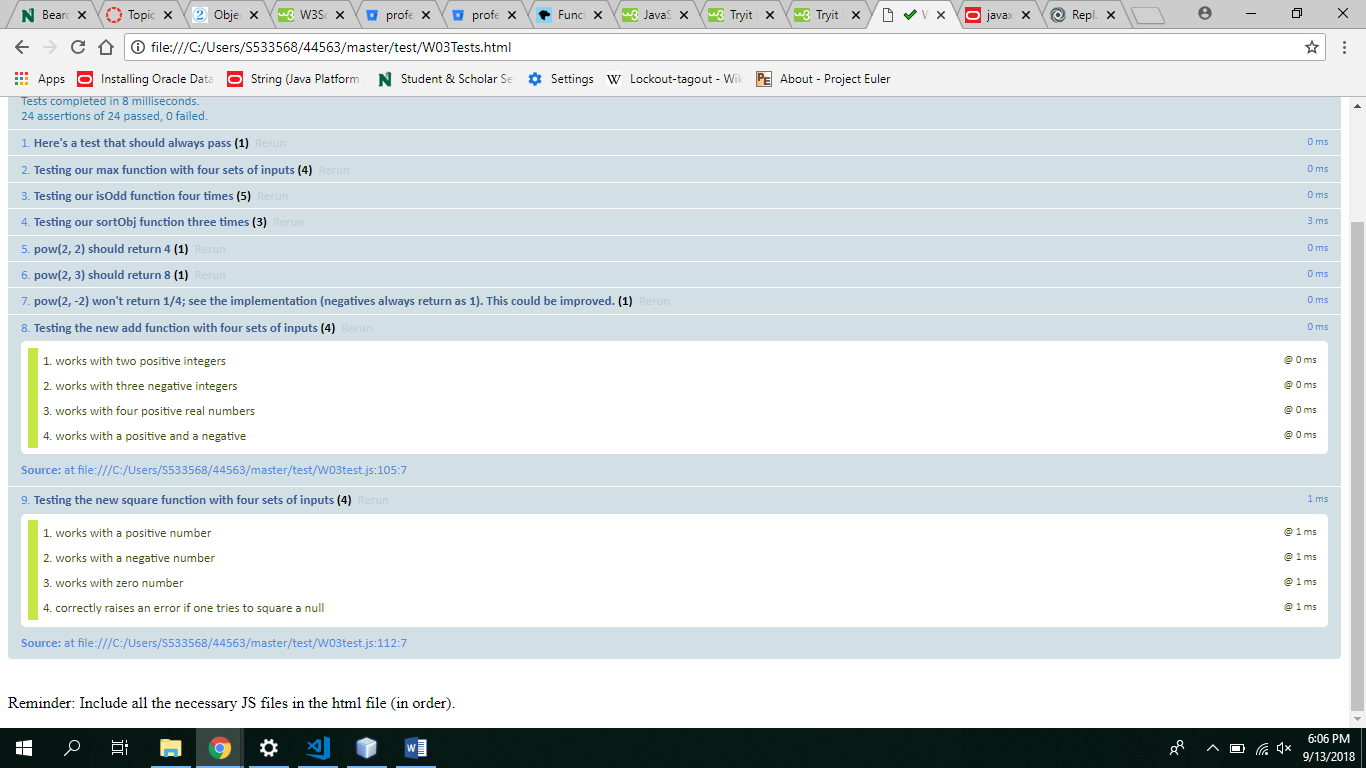 Bearc
Topic
Obje
W3Sc
profe
profe
Funct
JavaS
Tryit
Tryit
javax
Repl.
file:///C:/Users/S533568/44563/master/test/W03Tests.html
Apps
Installing Oracle Data
String (Java Platform
Student & Scholar Se
Settings
Lockout-tagout - Wik
About - Project Euler
Tests completed in 8 milliseconds.
24 assertions of 24 passed, 0 failed.
1. Here's a test that should always pass (1) Rerun 0 ms
2. Testing our max function with four sets of inputs (4) Rerun 0 ms
3. Testing our isOdd function four times (5) Rerun 0 ms
4. Testing our sortObj function three times (3) Rerun 3 ms
5. pow(2, 2) should return 4 (1) Rerun 0 ms
6. pow(2, 3) should return 8 (1) Rerun 0 ms
7. pow(2, -2) won't return 1/4; see the implementation (negatives always return as 1). This could be improved. (1) Rerun 0 ms
8. Testing the new add function with four sets of inputs (4) Rerun 0 ms
1. works with two positive integers @ 0 ms
2. works with three negative integers @ 0 ms
3. works with four positive real numbers @ 0 ms
4. works with a positive and a negative @ 0 ms
Source: at file:///C:/Users/S533568/44563/master/test/W03test.js:105:7
9. Testing the new square function with four sets of inputs (4) Rerun 1 ms
1. works with a positive number @ 1 ms
2. works with a negative number @ 1 ms
3. works with zero number @ 1 ms
4. correctly raises an error if one tries to square a null @ 1 ms
Source: at file:///C:/Users/S533568/44563/master/test/W03test.js:112:7
Reminder: Include all the necessary JS files in the html file (in order).
6:06 PM
9/13/2018